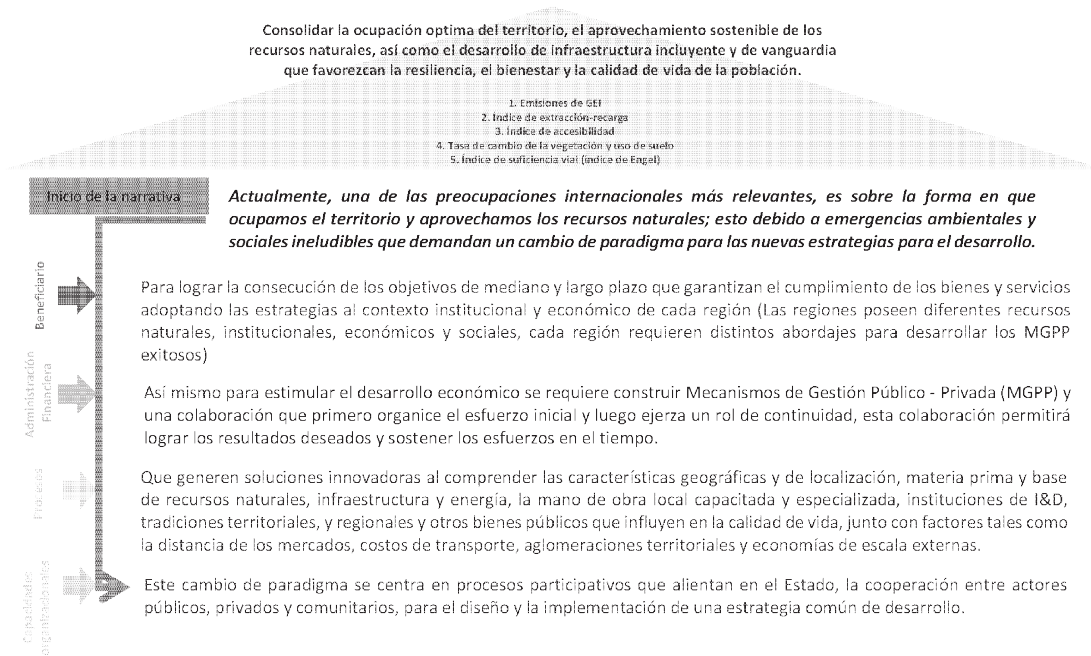 Consolidar la ocupación optima del territorio, el aprovechamiento sostenible de los
recursos naturales, así como el desarrollo de infraestructura incluyente y de vanguardia
que favorezcan la resiliencia, el bienestar y la calidad de vida de la población.
1. Emisiones de GEI
2. Índice de extracción-recarga
3. Índice de accesibilidad
4. Tasa de cambio de la vegetación y uso de suelo
5. Índice de suficiencia vial (índice de Engel)
Inicio de la narrativa
Actualmente, una de las preocupaciones internacionales más relevantes, es sobre la forma en que
ocupamos el territorio y aprovechamos los recursos naturales; esto debido a emergencias ambientales y
sociales ineludibles que demandan un cambio de paradigma para las nuevas estrategias para el desarrollo.
Beneficiario
Para lograr la consecución de los objetivos de mediano y largo plazo que garantizan el cumplimiento de los bienes y servicios
adoptando las estrategias al contexto institucional y económico de cada región (Las regiones poseen diferentes recursos
naturales, institucionales, económicos y sociales, cada región requieren distintos abordajes para desarrollar los MGPP
exitosos)
Administración
Financiera
Así mismo para estimular el desarrollo económico se requiere construir Mecanismos de Gestión Público - Privada (MGPP) y
una colaboración que primero organice el esfuerzo inicial y luego ejerza un rol de continuidad, esta colaboración permitirá
lograr los resultados deseados y sostener los esfuerzos en el tiempo.
Procesos
Que generen soluciones innovadoras al comprender las características geográficas y de localización, materia prima y base
de recursos naturales, infraestructura y energía, la mano de obra local capacitada y especializada, instituciones de I&D,
tradiciones territoriales, y regionales y otros bienes públicos que influyen en la calidad de vida, junto con factores tales como
la distancia de los mercados, costos de transporte, aglomeraciones territoriales y economías de escala externas.
Capacidades
organizacionales
Este cambio de paradigma se centra en procesos participativos que alientan en el Estado, la cooperación entre actores
públicos, privados y comunitarios, para el diseño y la implementación de una estrategia común de desarrollo.